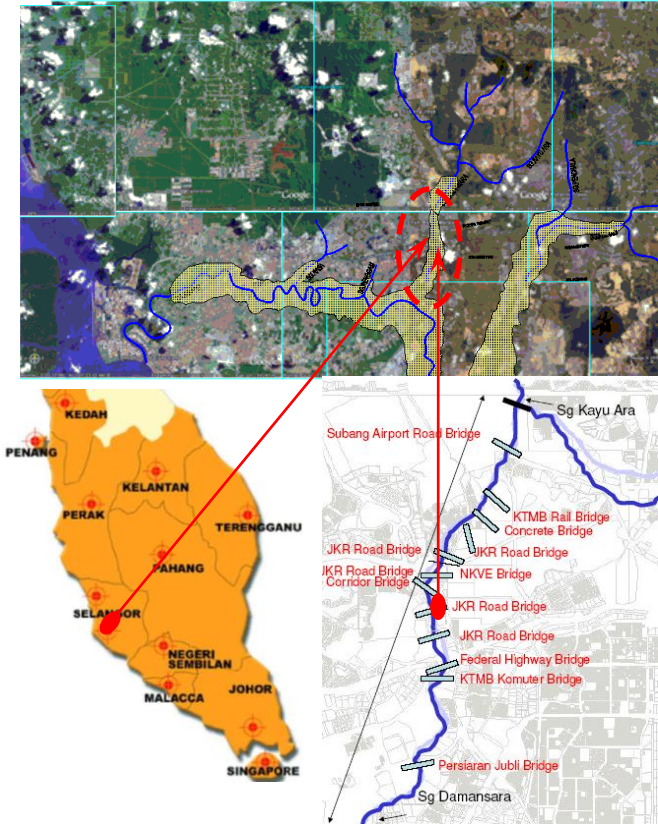 Google
Google
KEDAH
PENANG
KELANTAN
PERAK
TERENGGANU
PAHANG
SELANGOR
NEGERI
SEMBILAN
MALACCA
JOHOR
SINGAPORE
Sg Kayu Ara
Subang Airport Road Bridge
KTMB Rail Bridge
Concrete Bridge
JKR Road Bridge
JKR Road Bridge
NKVE Bridge
JKR Road Bridge
Corridor Bridge
JKR Road Bridge
JKR Road Bridge
Federal Highway Bridge
KTMB Komuter Bridge
Persiaran Jubli Bridge
Sg Damansara